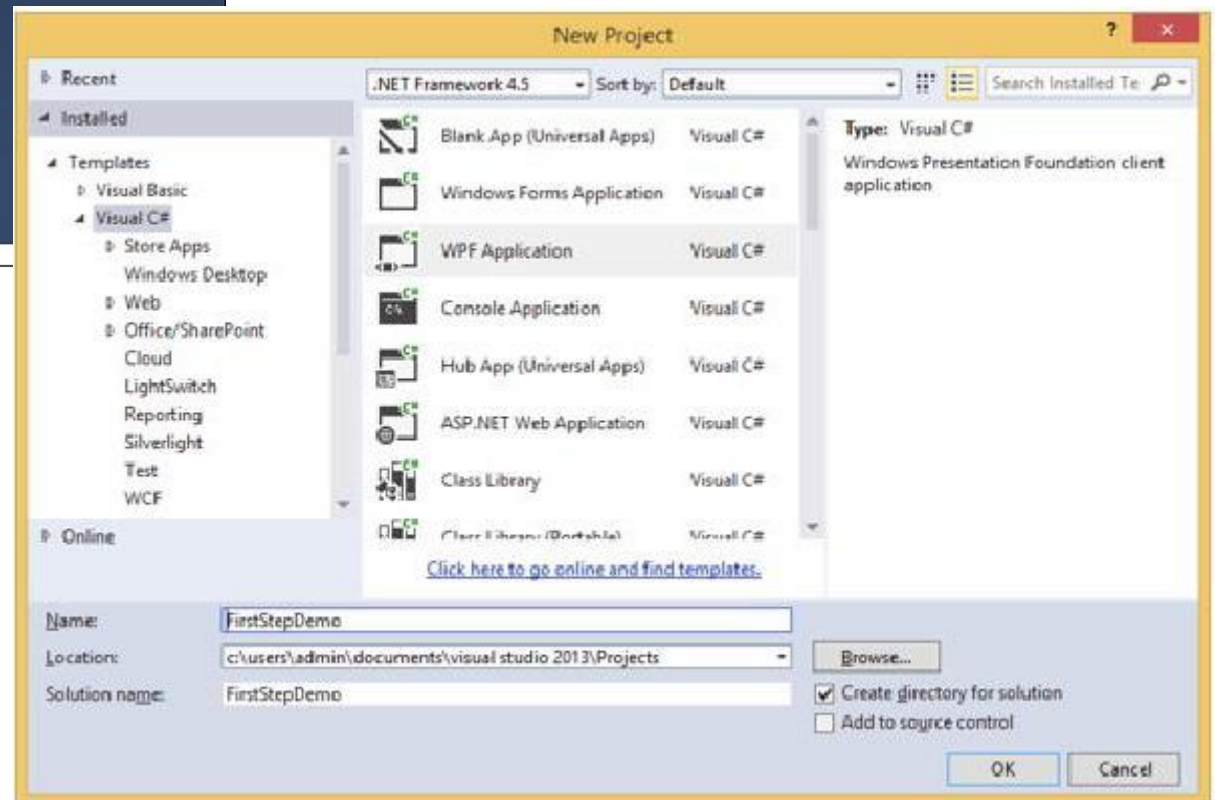 New Project
?
Recent
.NET Framework 4.5
Sort by:
Default
Search Installed Te
Installed
Templates
Visual Basic
Visual C#
Store Apps
Windows Desktop
Web
Office/SharePoint
Cloud
LightSwitch
Reporting
Silverlight
Test
WCF
Online
Blank App (Universal Apps) Visual C#
Windows Forms Application Visual C#
WPF Application Visual C#
Console Application Visual C#
Hub App (Universal Apps) Visual C#
ASP.NET Web Application Visual C#
Class Library Visual C#
Class Library (Portable) Visual C#
Click here to go online and find templates.
Type: Visual C#
Windows Presentation Foundation client
application
Name: FirstStepDemo
Location: c:\users\admin\documents\visual studio 2013\Projects
Browse...
Solution name: FirstStepDemo
Create directory for solution
Add to source control
OK
Cancel